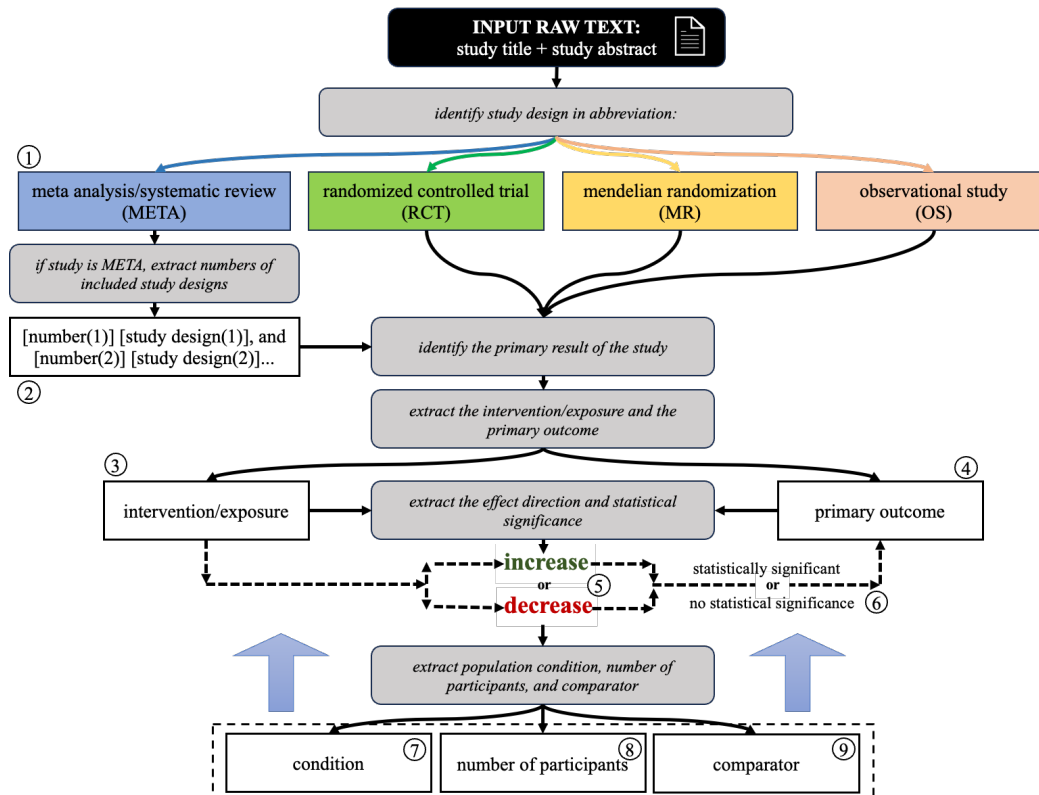 INPUT RAW TEXT:
study title + study abstract
identify study design in abbreviation:
①
meta analysis/systematic review
(META)
randomized controlled trial
(RCT)
mendelian randomization
(MR)
observational study
(OS)
if study is META, extract numbers of
included study designs
[number(1)] [study design(1)], and
[number(2)] [study design(2)]...
②
identify the primary result of the study
extract the intervention/exposure and the
primary outcome
③
intervention/exposure
extract the effect direction and statistical
significance
④
primary outcome
increase
or
decrease
⑤
statistically significant
or
no statistical significance
⑥
extract population condition, number of
participants, and comparator
condition
⑦
number of participants
⑧
comparator
⑨